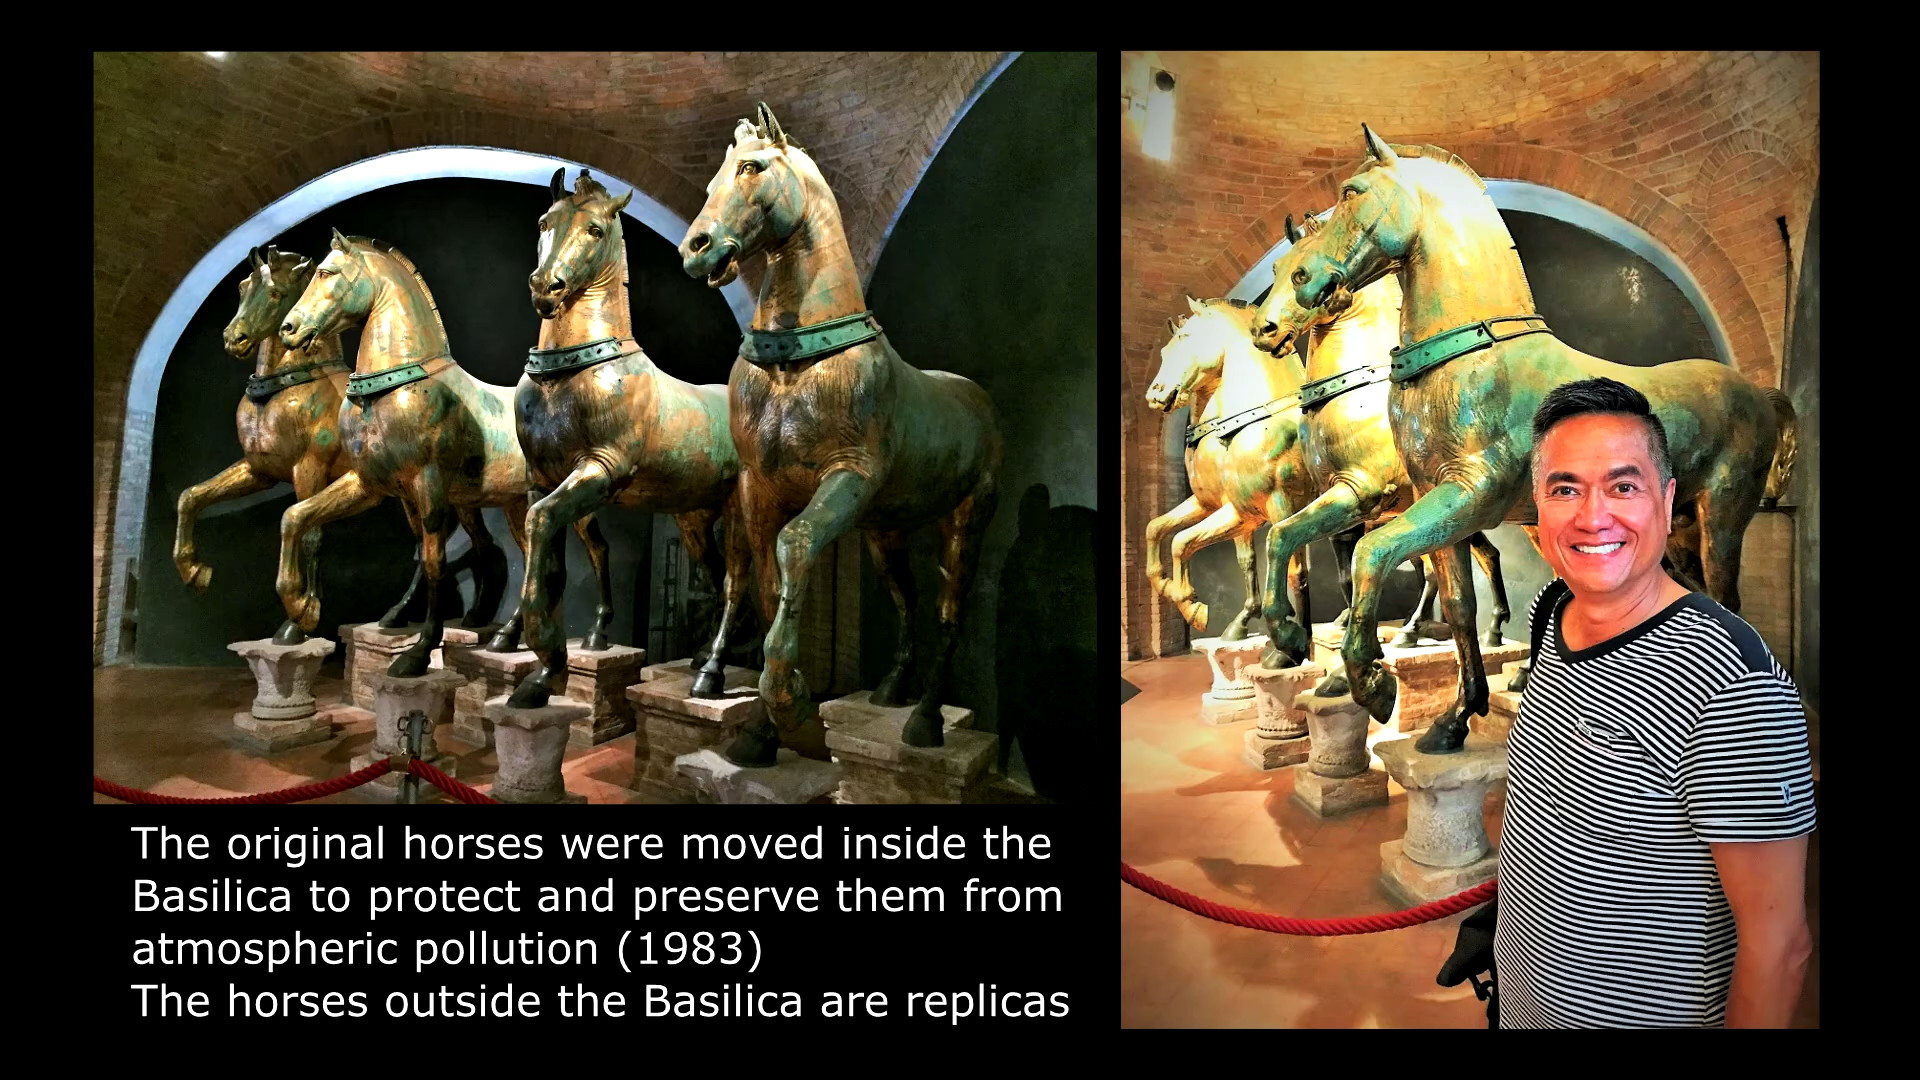 The original horses were moved inside the
Basilica to protect and preserve them from
atmospheric pollution (1983)
The horses outside the Basilica are replicas